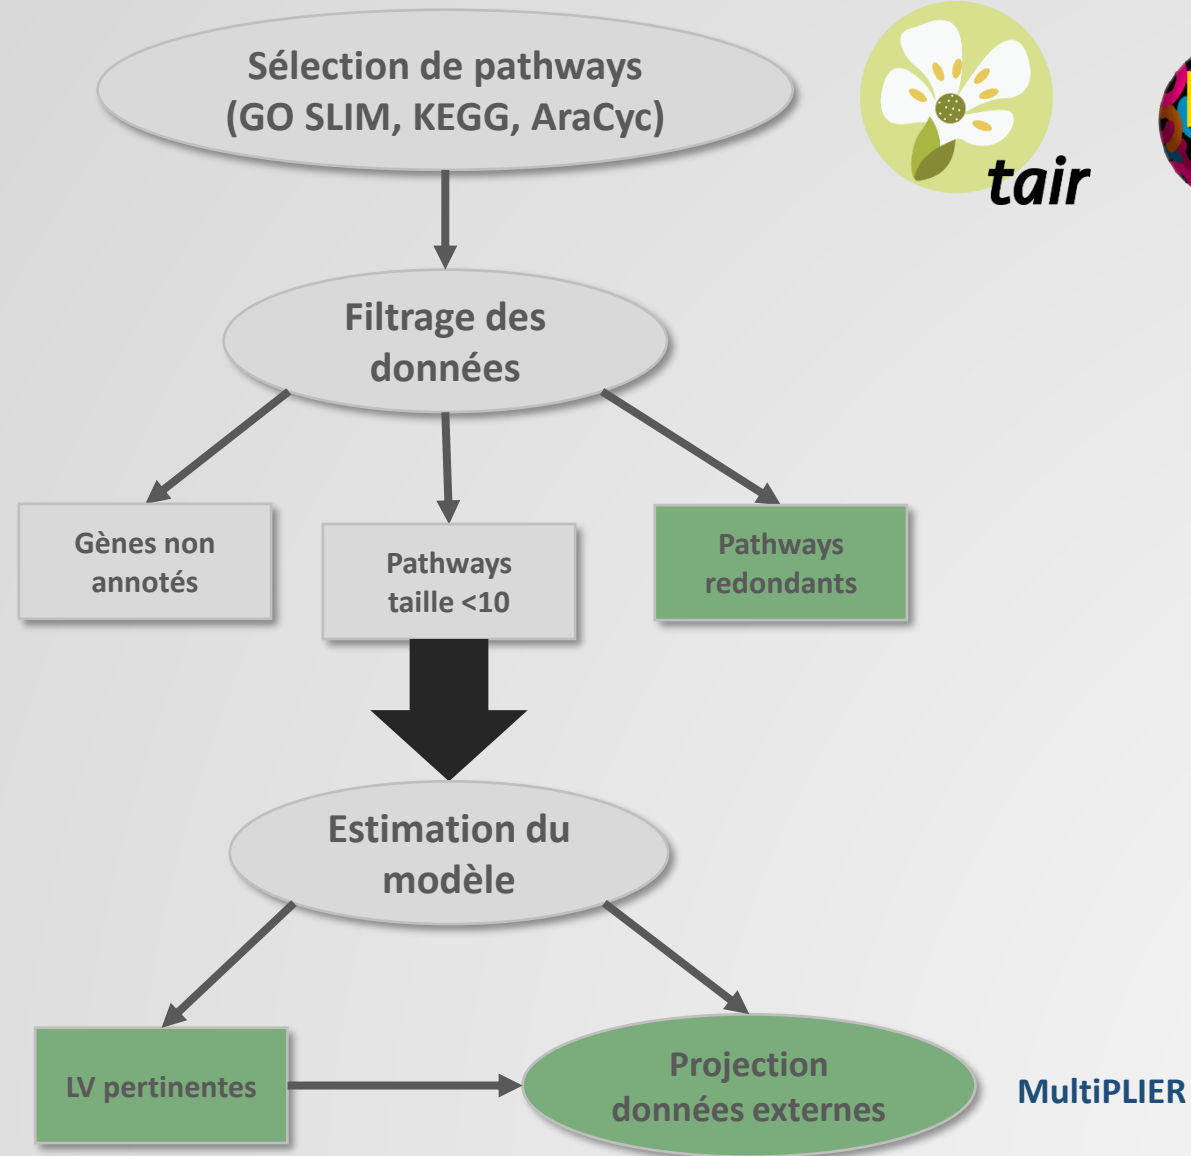 Sélection de pathways
(GO SLIM, KEGG, AraCyc)
tair
Filtrage des
données
Gènes non
annotés
Pathways
taille <10
Pathways
redondants
Estimation du
modèle
LV pertinentes
Projection
données externes
MultiPLIER